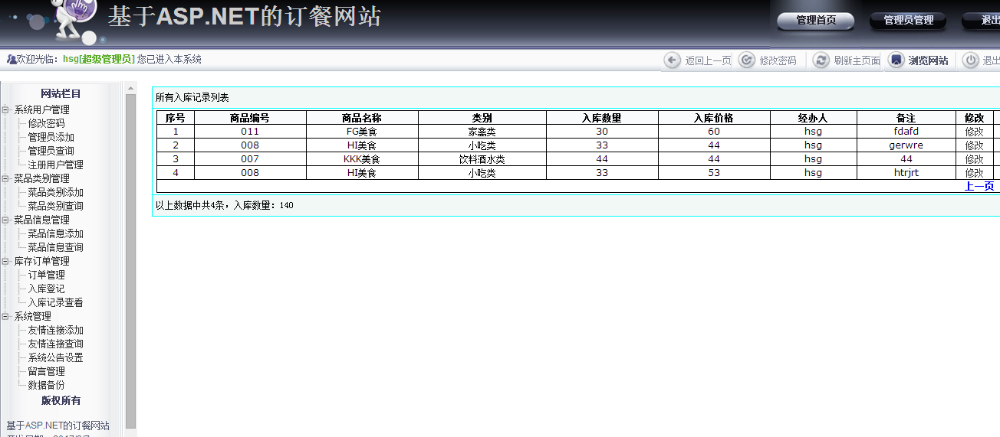 基于ASP.NET的订餐网站
管理首页 管理员管理 退出
欢迎光临：hsg[超级管理员] 您已进入本系统
返回上一页 修改密码 刷新主页面 浏览网站 退出
网站栏目
系统用户管理
修改密码
管理员添加
管理员查询
注册用户管理
菜品类别管理
菜品类别添加
菜品类别查询
菜品信息管理
菜品信息添加
菜品信息查询
库存订单管理
订单管理
入库登记
入库记录查看
系统管理
友情连接添加
友情连接查询
系统公告设置
留言管理
数据备份
版权所有
基于ASP.NET的订餐网站
所有入库记录列表
序号 商品编号 商品名称 类别 入库数量 入库价格 经办人 备注 修改
1 011 FG美食 家禽类 30 60 hsg fdafd 修改
2 008 HI美食 小吃类 33 44 hsg gerwre 修改
3 007 KKK美食 饮料酒水类 44 44 hsg 44 修改
4 008 HI美食 小吃类 33 53 hsg htrjrt 修改
上一页
以上数据中共4条，入库数量：140